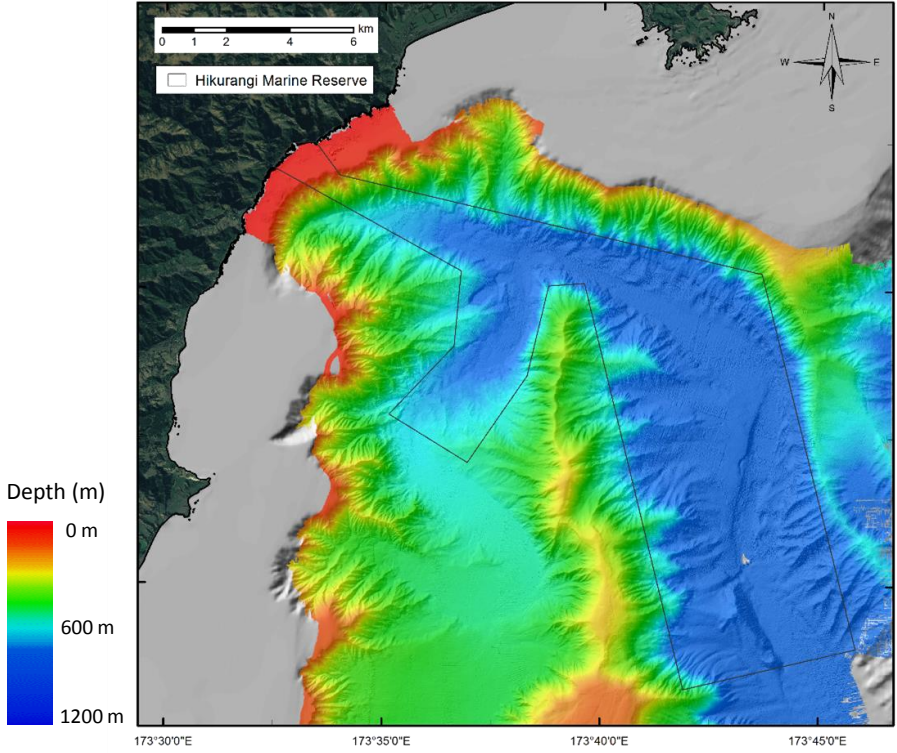 km
0 1 2 4 6
Hikurangi Marine Reserve
N
W E
S
Depth (m)
0 m
600 m
1200 m
173°30'0"E 173°35'0"E 173°40'0"E 173°45'0"E